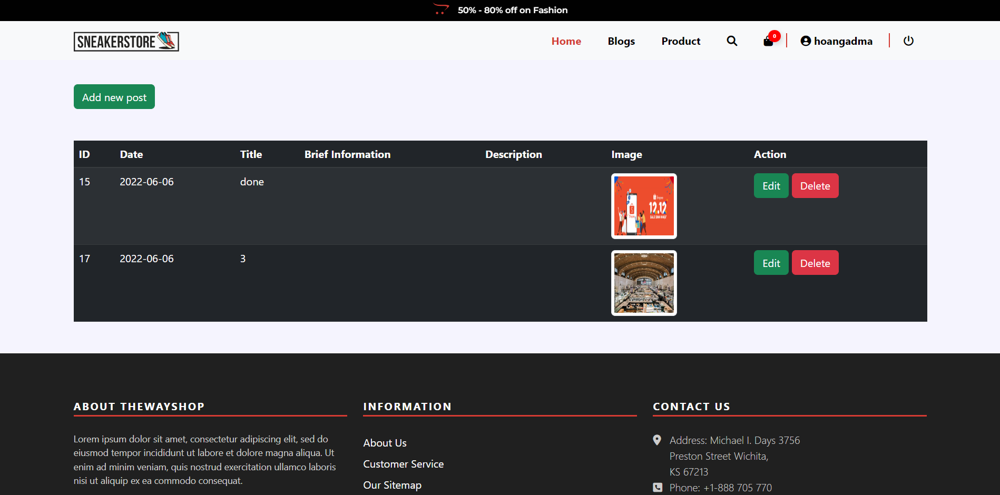 50% - 80% off on Fashion
SNEAKERSTORE
Home
Blogs
Product
0
hoangadma
Add new post
ID
Date
Title
Brief Information
Description
Image
Action
15
2022-06-06
done
S
Shopee
12.12
SALE SINH NHẬT
Edit
Delete
17
2022-06-06
3
Edit
Delete
ABOUT THEWAYSHOP
Lorem ipsum dolor sit amet, consectetur adipiscing elit, sed do
eiusmod tempor incididunt ut labore et dolore magna aliqua. Ut
enim ad minim veniam, quis nostrud exercitation ullamco laboris
nisi ut aliquip ex ea commodo consequat.
INFORMATION
About Us
Customer Service
Our Sitemap
CONTACT US
Address: Michael I. Days 3756
Preston Street Wichita,
KS 67213
Phone: +1-888 705 770